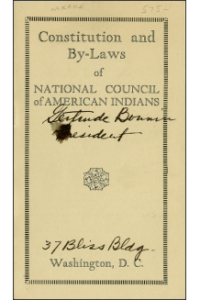 Constitution and
By-Laws
of
NATIONAL COUNCIL
of AMERICAN INDIANS
Gertrude Bonnin
President
37 Bliss Bldg.
Washington, D. C.